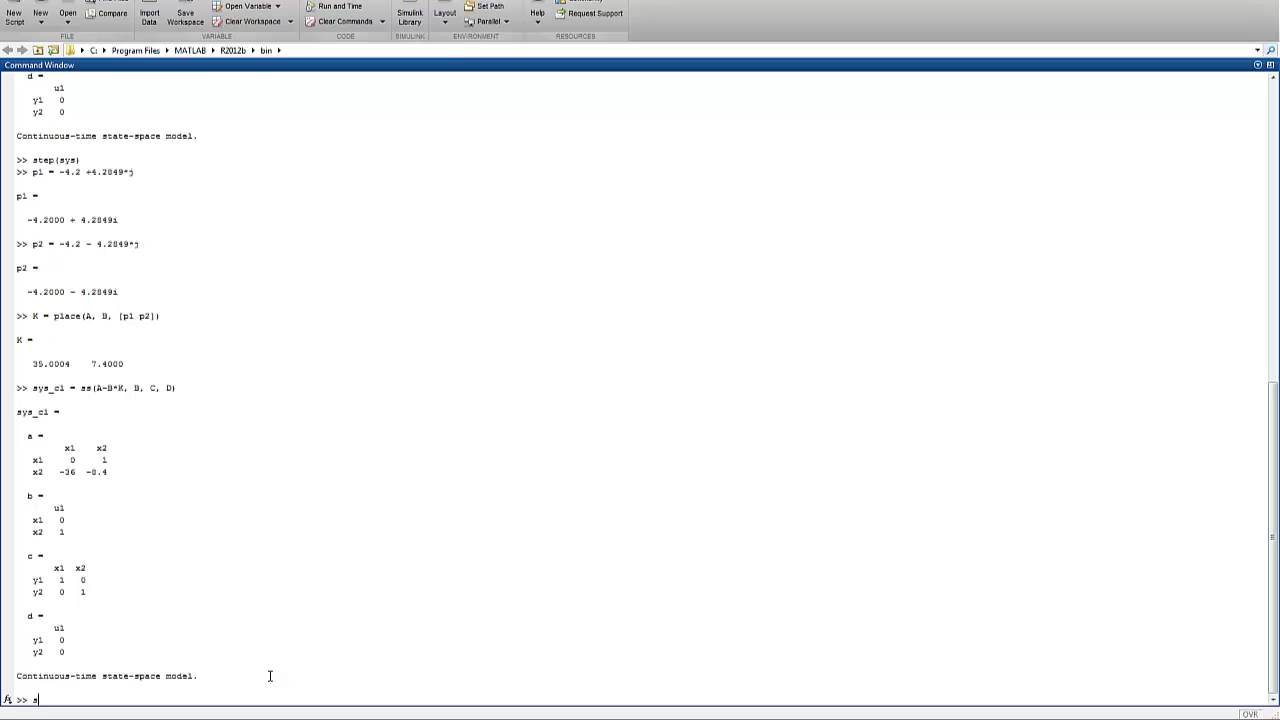 Open Variable
Run and Time
Set Path
New Script
New
Open
Compare
Import Data
Save Workspace
Clear Workspace
Clear Commands
Simulink Library
Layout
Parallel
Help
Request Support
FILE
VARIABLE
CODE
SIMULINK
ENVIRONMENT
RESOURCES
C: Program Files MATLAB R2012b bin
Command Window
d =
u1
y1 0
y2 0
Continuous-time state-space model.
>> step(sys)
>> p1 = -4.2 +4.2849*j
p1 =
-4.2000 + 4.2849i
>> p2 = -4.2 - 4.2849*j
p2 =
-4.2000 - 4.2849i
>> K = place(A, B, [p1 p2])
K =
35.0004 7.4000
>> sys_cl = ss(A-B*K, B, C, D)
sys_cl =
a =
x1 x2
x1 0 1
x2 -36 -8.4
b =
u1
x1 0
x2 1
c =
x1 x2
y1 1 0
y2 0 1
d =
u1
y1 0
y2 0
Continuous-time state-space model.
fx >> s
OVR